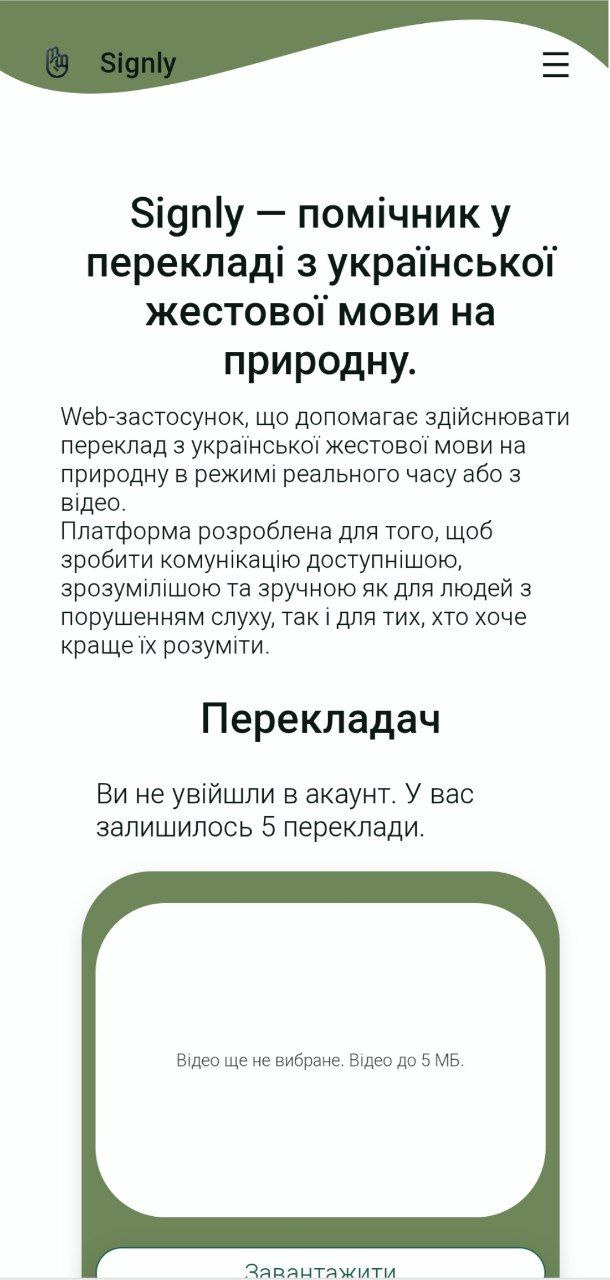 Signly
Signly — помічник у
перекладі з української
жестової мови на
природну.
Web-застосунок, що допомагає здійснювати
переклад з української жестової мови на
природну в режимі реального часу або з
відео.
Платформа розроблена для того, щоб
зробити комунікацію доступнішою,
зрозумілішою та зручною як для людей з
порушенням слуху, так і для тих, хто хоче
краще їх розуміти.
Перекладач
Ви не увійшли в акаунт. У вас
залишилось 5 переклади.
Відео ще не вибране. Відео до 5 МБ.
Завантажити